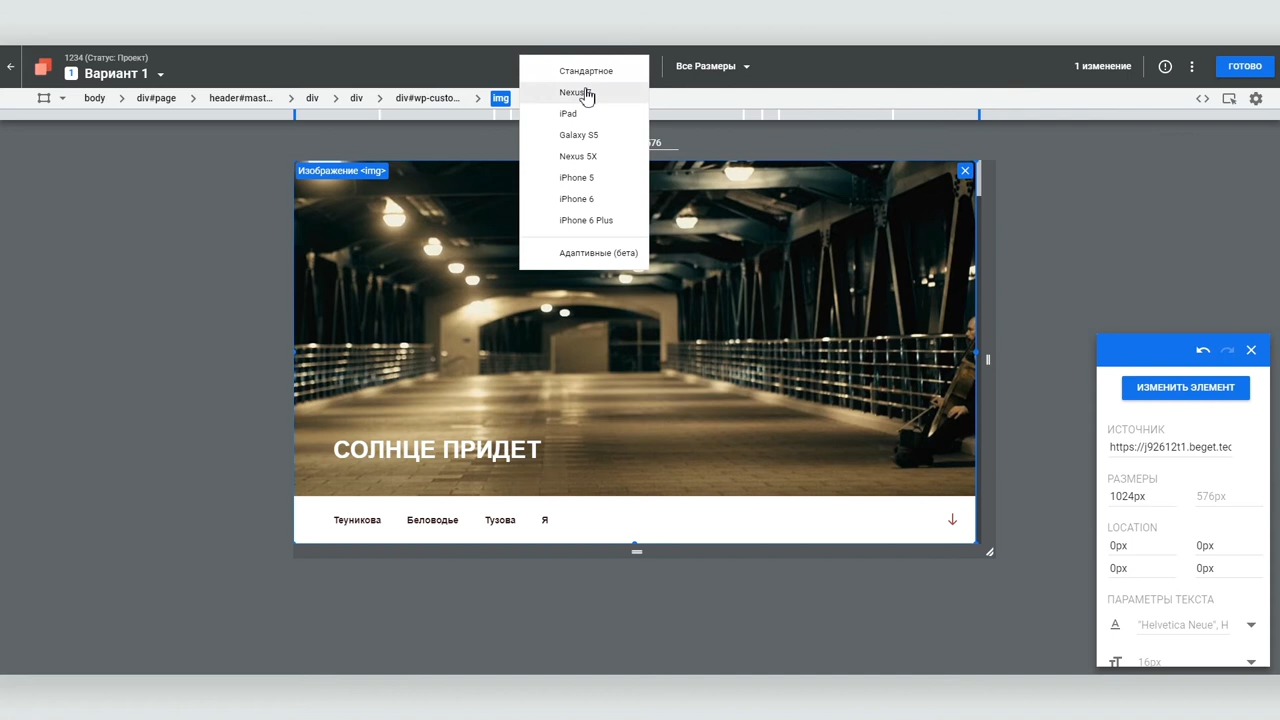 1234 (Статус: Проект)
1 Вариант 1
Все Размеры
1 изменение
ГОТОВО
body
div#page
header#mast...
div
div
div#wp-custo...
img
Стандартное
iPad
Galaxy S5
Nexus 5X
iPhone 5
iPhone 6
iPhone 6 Plus
Адаптивные (бета)
576
Изображение <img>
СОЛНЦЕ ПРИДЕТ
Теуникова
Беловодье
Тузова
Я
ИЗМЕНИТЬ ЭЛЕМЕНТ
ИСТОЧНИК
https://j92612t1.beget.tec
РАЗМЕРЫ
1024px
576px
LOCATION
0px
0px
0px
0px
ПАРАМЕТРЫ ТЕКСТА
"Helvetica Neue", H
16px